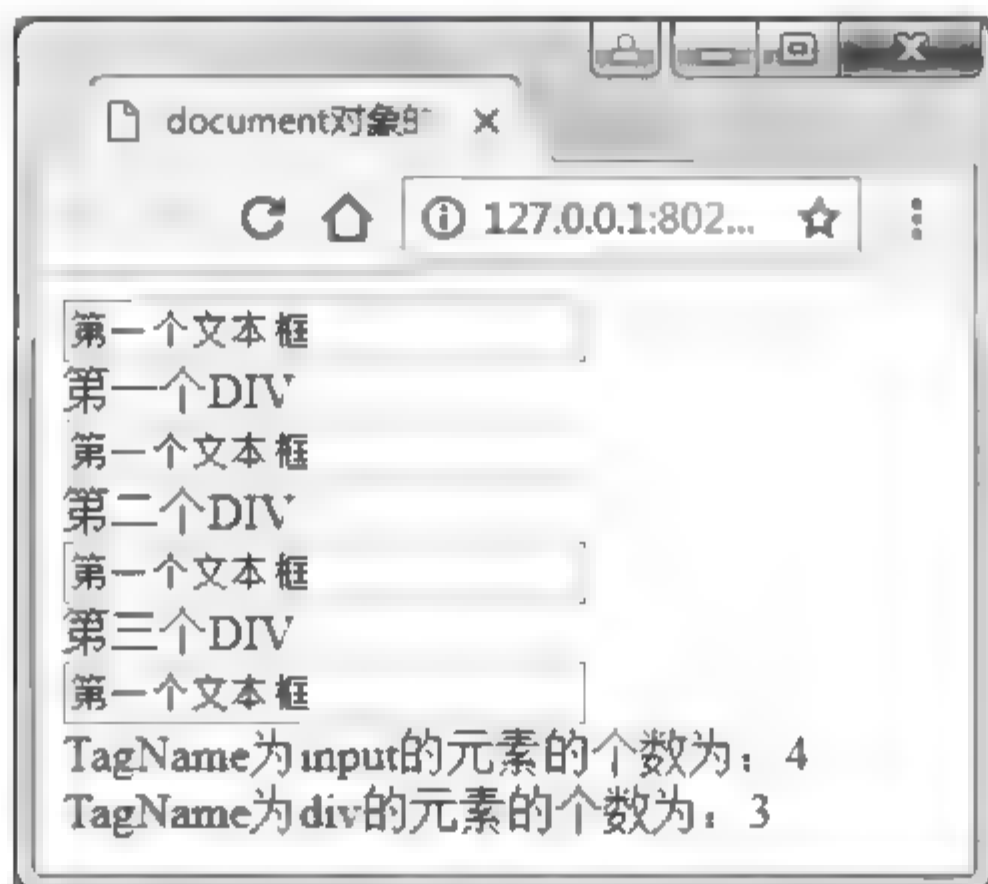 document对象的
127.0.0.1:802...
第一个文本框
第一个DIV
第一个文本框
第二个DIV
第一个文本框
第三个DIV
第一个文本框
TagName为input的元素的个数为：4
TagName为div的元素的个数为：3